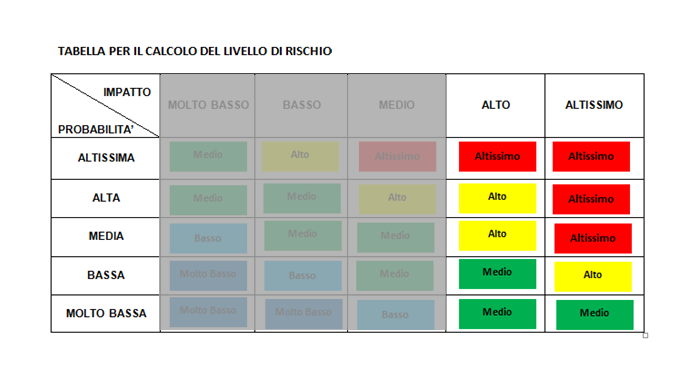 TABELLA PER IL CALCOLO DEL LIVELLO DI RISCHIO
IMPATTO
PROBABILITA’
MOLTO BASSO BASSO MEDIO ALTO ALTISSIMO
ALTISSIMA Medio Alto Altissimo Altissimo Altissimo
ALTA Medio Medio Alto Alto Altissimo
MEDIA Basso Medio Medio Alto Altissimo
BASSA Molto Basso Basso Medio Medio Alto
MOLTO BASSA Molto Basso Molto Basso Basso Medio Medio